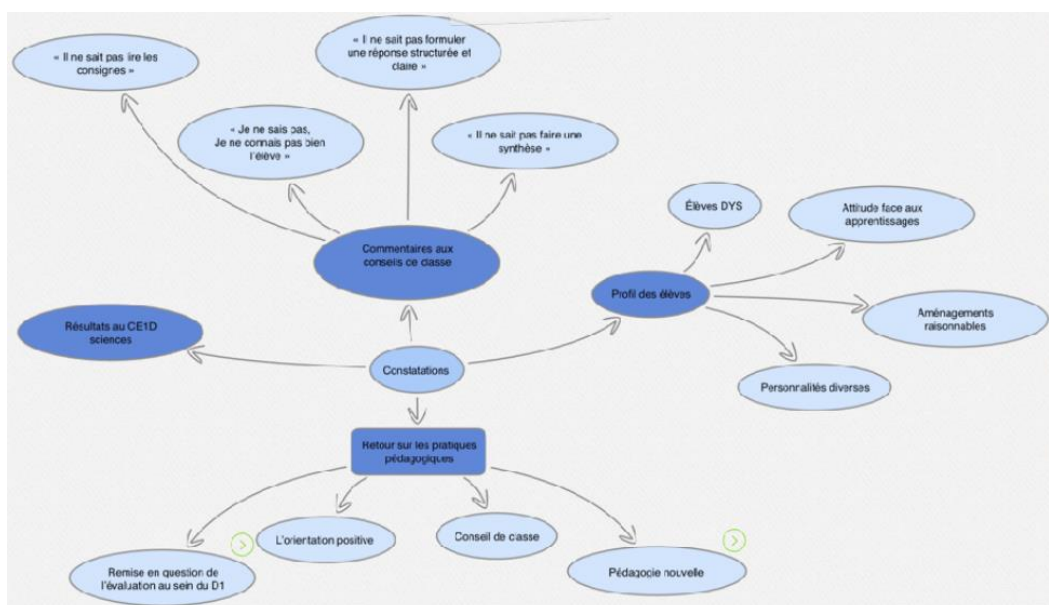 « Il ne sait pas lire les
consignes »
« Il ne sait pas formuler
une réponse structurée et
claire »
« Je ne sais pas,
Je ne connais pas bien
l'élève »
« Il ne sait pas faire une
synthèse »
Élèves DYS
Attitude face aux
apprentissages
Commentaires aux
conseils de classe
Profil des élèves
Aménagements
raisonnables
Résultats au CE1D
sciences
Constatations
Personnalités diverses
Retour sur les pratiques
pédagogiques
L'orientation positive
Conseil de classe
Remise en question de
l'évaluation au sein du D1
Pédagogie nouvelle